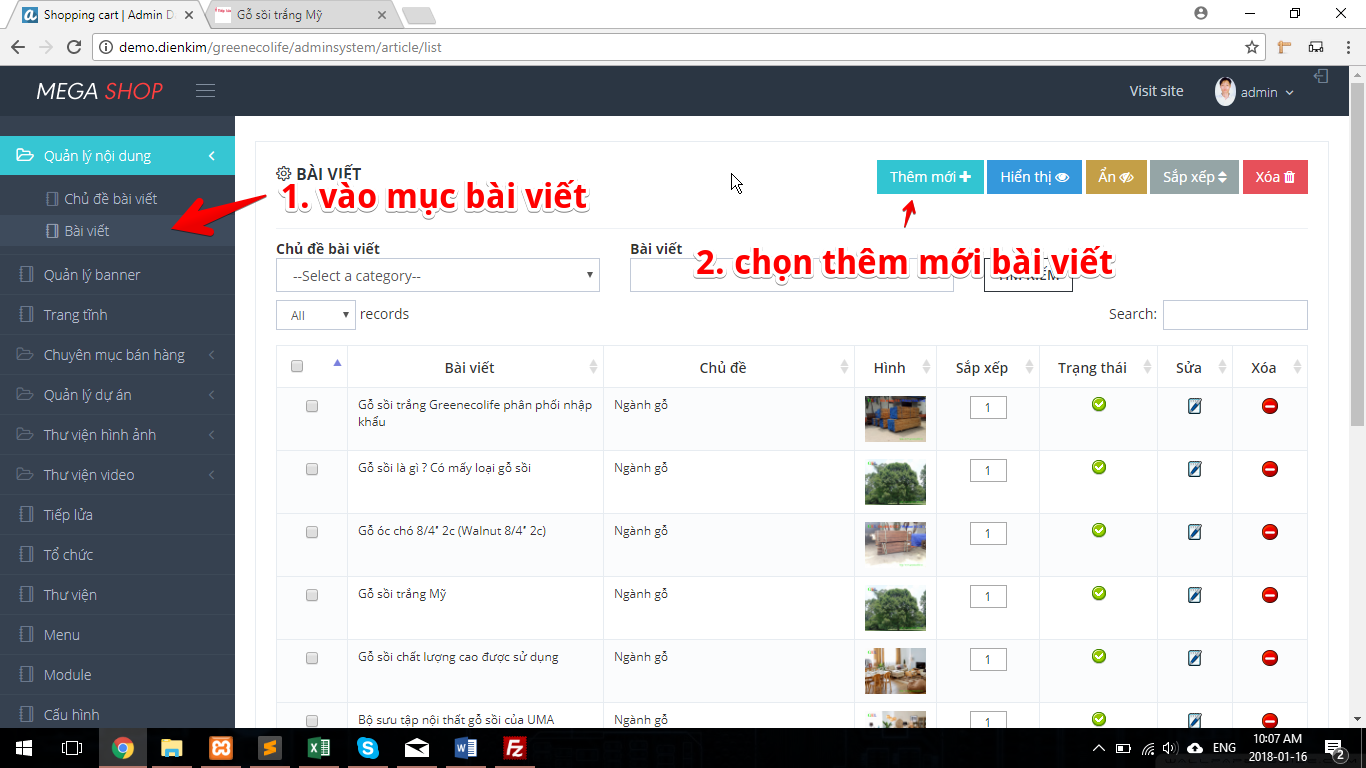 Shopping cart | Admin D
Gỗ sồi trắng Mỹ
demo.dienkim/greenecolife/adminsystem/article/list
MEGA SHOP
Visit site
admin
Quản lý nội dung
Chủ đề bài viết
Bài viết
Quản lý banner
Trang tĩnh
Chuyên mục bán hàng
Quản lý dự án
Thư viện hình ảnh
Thư viện video
Tiếp lửa
Tổ chức
Thư viện
Menu
Module
Cấu hình
BÀI VIẾT
Thêm mới
Hiển thị
Ẩn
Sắp xếp
Xóa
1. vào mục bài viết
2. chọn thêm mới bài viết
Chủ đề bài viết
Bài viết
--Select a category--
TÌM KIẾM
All records
Search:
Bài viết Chủ đề Hình Sắp xếp Trạng thái Sửa Xóa
Gỗ sồi trắng Greenecolife phân phối nhập Ngành gỗ 1
khẩu
Gỗ sồi là gì ? Có mấy loại gỗ sồi Ngành gỗ 1
Gỗ óc chó 8/4" 2c (Walnut 8/4" 2c) Ngành gỗ 1
Gỗ sồi trắng Mỹ Ngành gỗ 1
Gỗ sồi chất lượng cao được sử dụng Ngành gỗ 1
Bộ sưu tập nội thất gỗ sồi của UMA Ngành gỗ 1
ENG
10:07 AM
2018-01-16
2